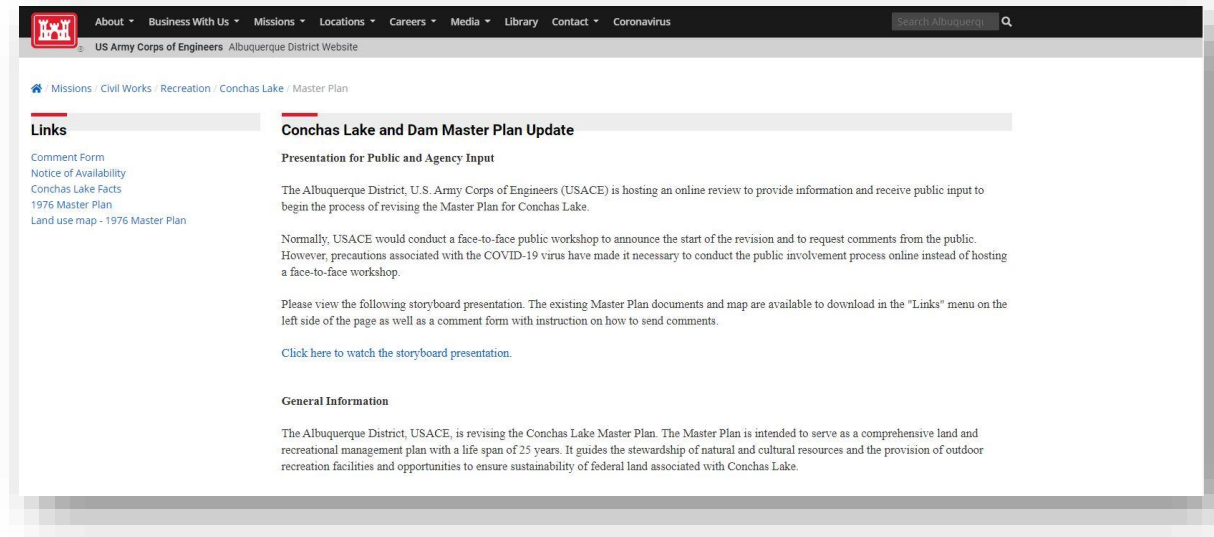 About Business With Us Missions Locations Careers Media Library Contact Coronavirus Search Albuquerqu
® US Army Corps of Engineers Albuquerque District Website
/ Missions / Civil Works / Recreation / Conchas Lake / Master Plan
Links
Comment Form
Notice of Availability
Conchas Lake Facts
1976 Master Plan
Land use map - 1976 Master Plan
Conchas Lake and Dam Master Plan Update
Presentation for Public and Agency Input
The Albuquerque District, U.S. Army Corps of Engineers (USACE) is hosting an online review to provide information and receive public input to
begin the process of revising the Master Plan for Conchas Lake.
Normally, USACE would conduct a face-to-face public workshop to announce the start of the revision and to request comments from the public.
However, precautions associated with the COVID-19 virus have made it necessary to conduct the public involvement process online instead of hosting
a face-to-face workshop.
Please view the following storyboard presentation. The existing Master Plan documents and map are available to download in the "Links" menu on the
left side of the page as well as a comment form with instruction on how to send comments.
Click here to watch the storyboard presentation.
General Information
The Albuquerque District, USACE, is revising the Conchas Lake Master Plan. The Master Plan is intended to serve as a comprehensive land and
recreational management plan with a life span of 25 years. It guides the stewardship of natural and cultural resources and the provision of outdoor
recreation facilities and opportunities to ensure sustainability of federal land associated with Conchas Lake.